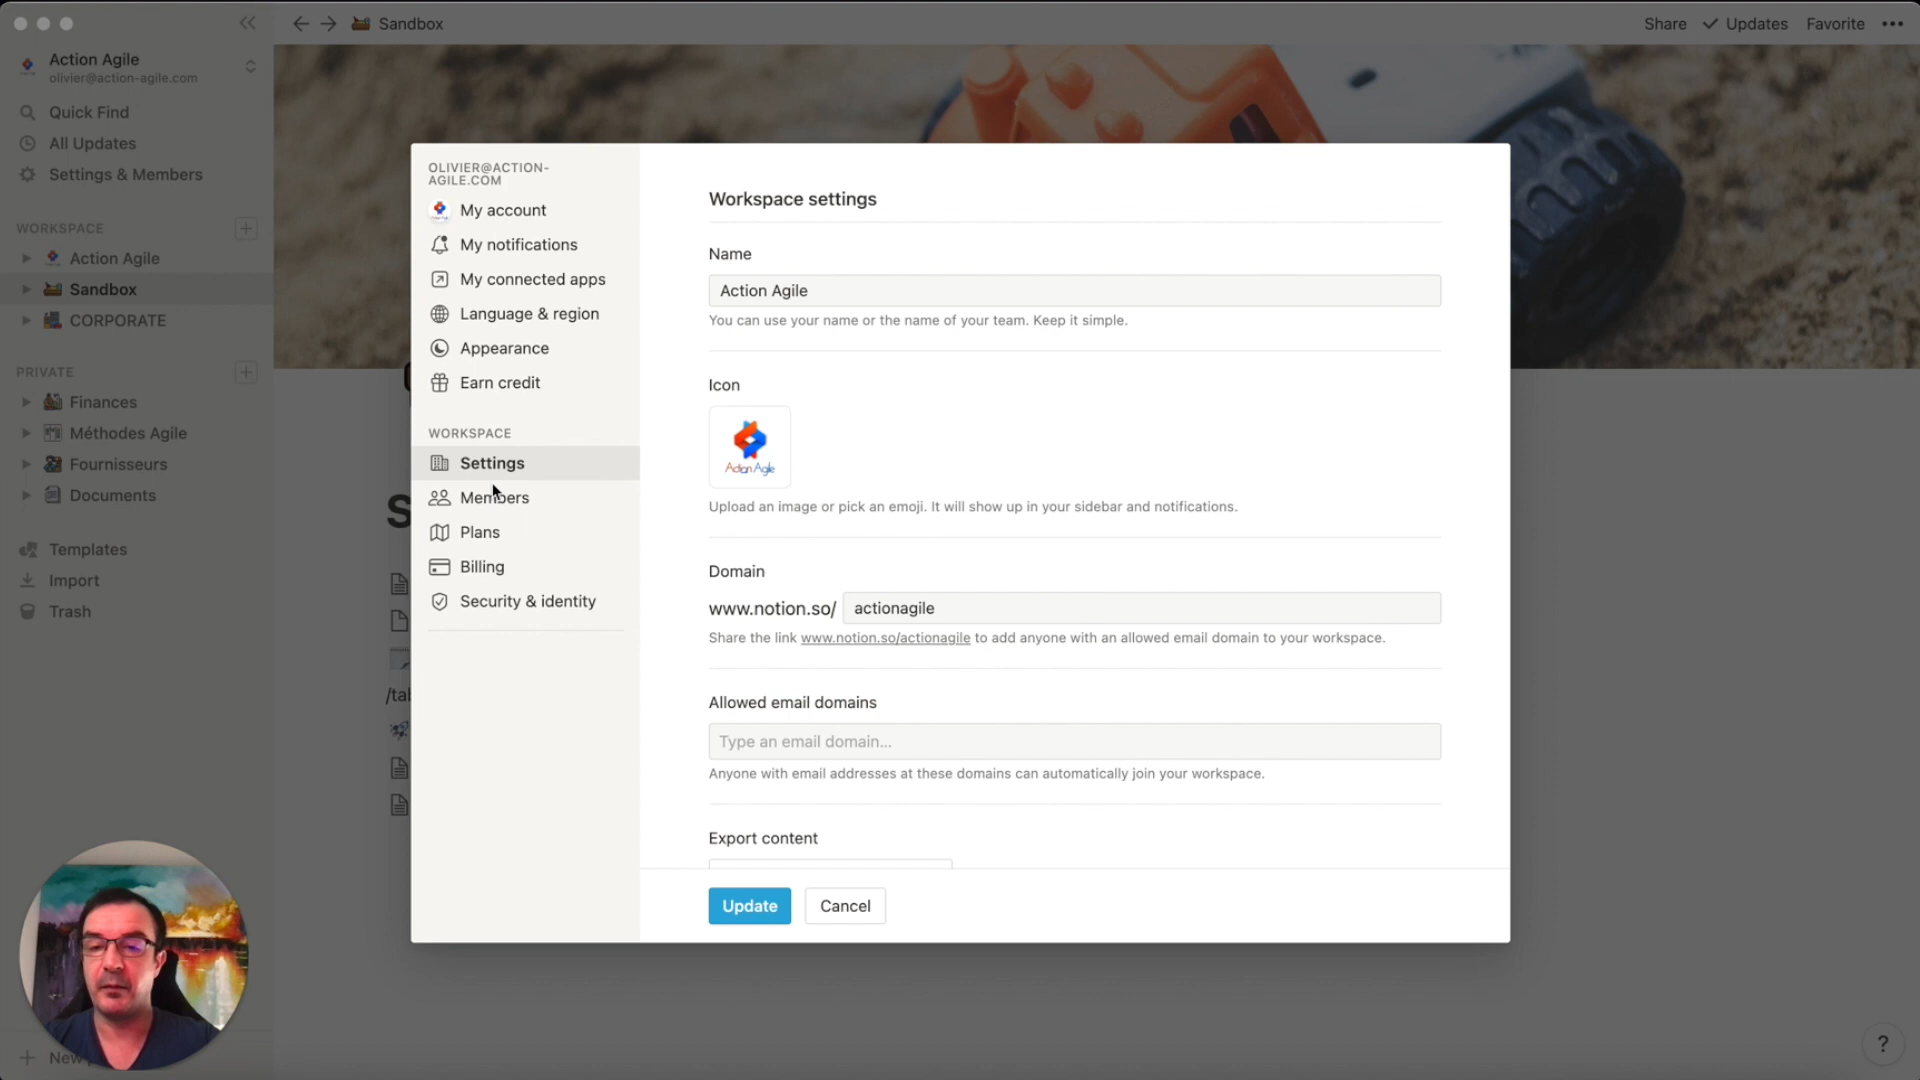 Sandbox
Share
Updates
Favorite
Action Agile
olivier@action-agile.com
Quick Find
All Updates
Settings & Members
WORKSPACE
Action Agile
Sandbox
CORPORATE
PRIVATE
Finances
Méthodes Agile
Fournisseurs
Documents
Templates
Import
Trash
New
S
/tab
OLIVIER@ACTION-
AGILE.COM
My account
My notifications
My connected apps
Language & region
Appearance
Earn credit
WORKSPACE
Settings
Members
Plans
Billing
Security & identity
Workspace settings
Name
Action Agile
You can use your name or the name of your team. Keep it simple.
Icon
Action Agile
Upload an image or pick an emoji. It will show up in your sidebar and notifications.
Domain
www.notion.so/ actionagile
Share the link www.notion.so/actionagile to add anyone with an allowed email domain to your workspace.
Allowed email domains
Type an email domain...
Anyone with email addresses at these domains can automatically join your workspace.
Export content
Update
Cancel
?